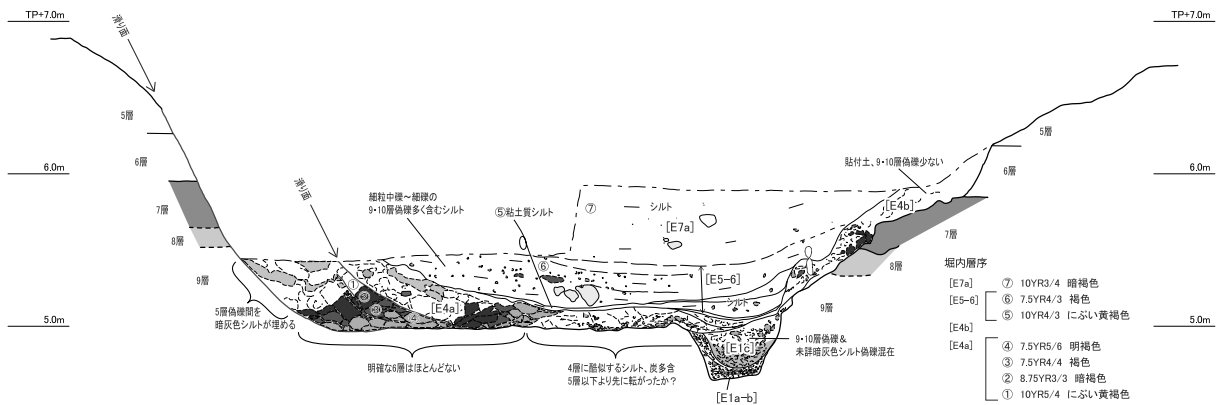 TP+7.0m
TP+7.0m
滑り面
5層
5層
6層
6層
6.0m
6.0m
貼付土、9・10層偽礫少ない
滑り面
細粒中礫～細礫の
9・10層偽礫多く含むシルト
⑤粘土質シルト
⑦
シルト
[E7a]
[E4b]
7層
7層
8層
8層
9層
9層
⑥
[E5-6]
シルト
①
③
[E4a]
②
④
5.0m
5.0m
5層偽礫間を
暗灰色シルトが埋める
明確な6層はほとんどない
4層に酷似するシルト、炭多含
5層以下より先に転がったか？
[E1c]
[E1a-b]
9・10層偽礫&
未詳暗灰色シルト偽礫混在
堀内層序
[E7a] ⑦ 10YR3/4 暗褐色
[E5-6] ⑥ 7.5YR4/3 褐色
⑤ 10YR4/3 にぶい黄褐色
[E4b]
[E4a] ④ 7.5YR5/6 明褐色
③ 7.5YR4/4 褐色
② 8.75YR3/3 暗褐色
① 10YR5/4 にぶい黄褐色